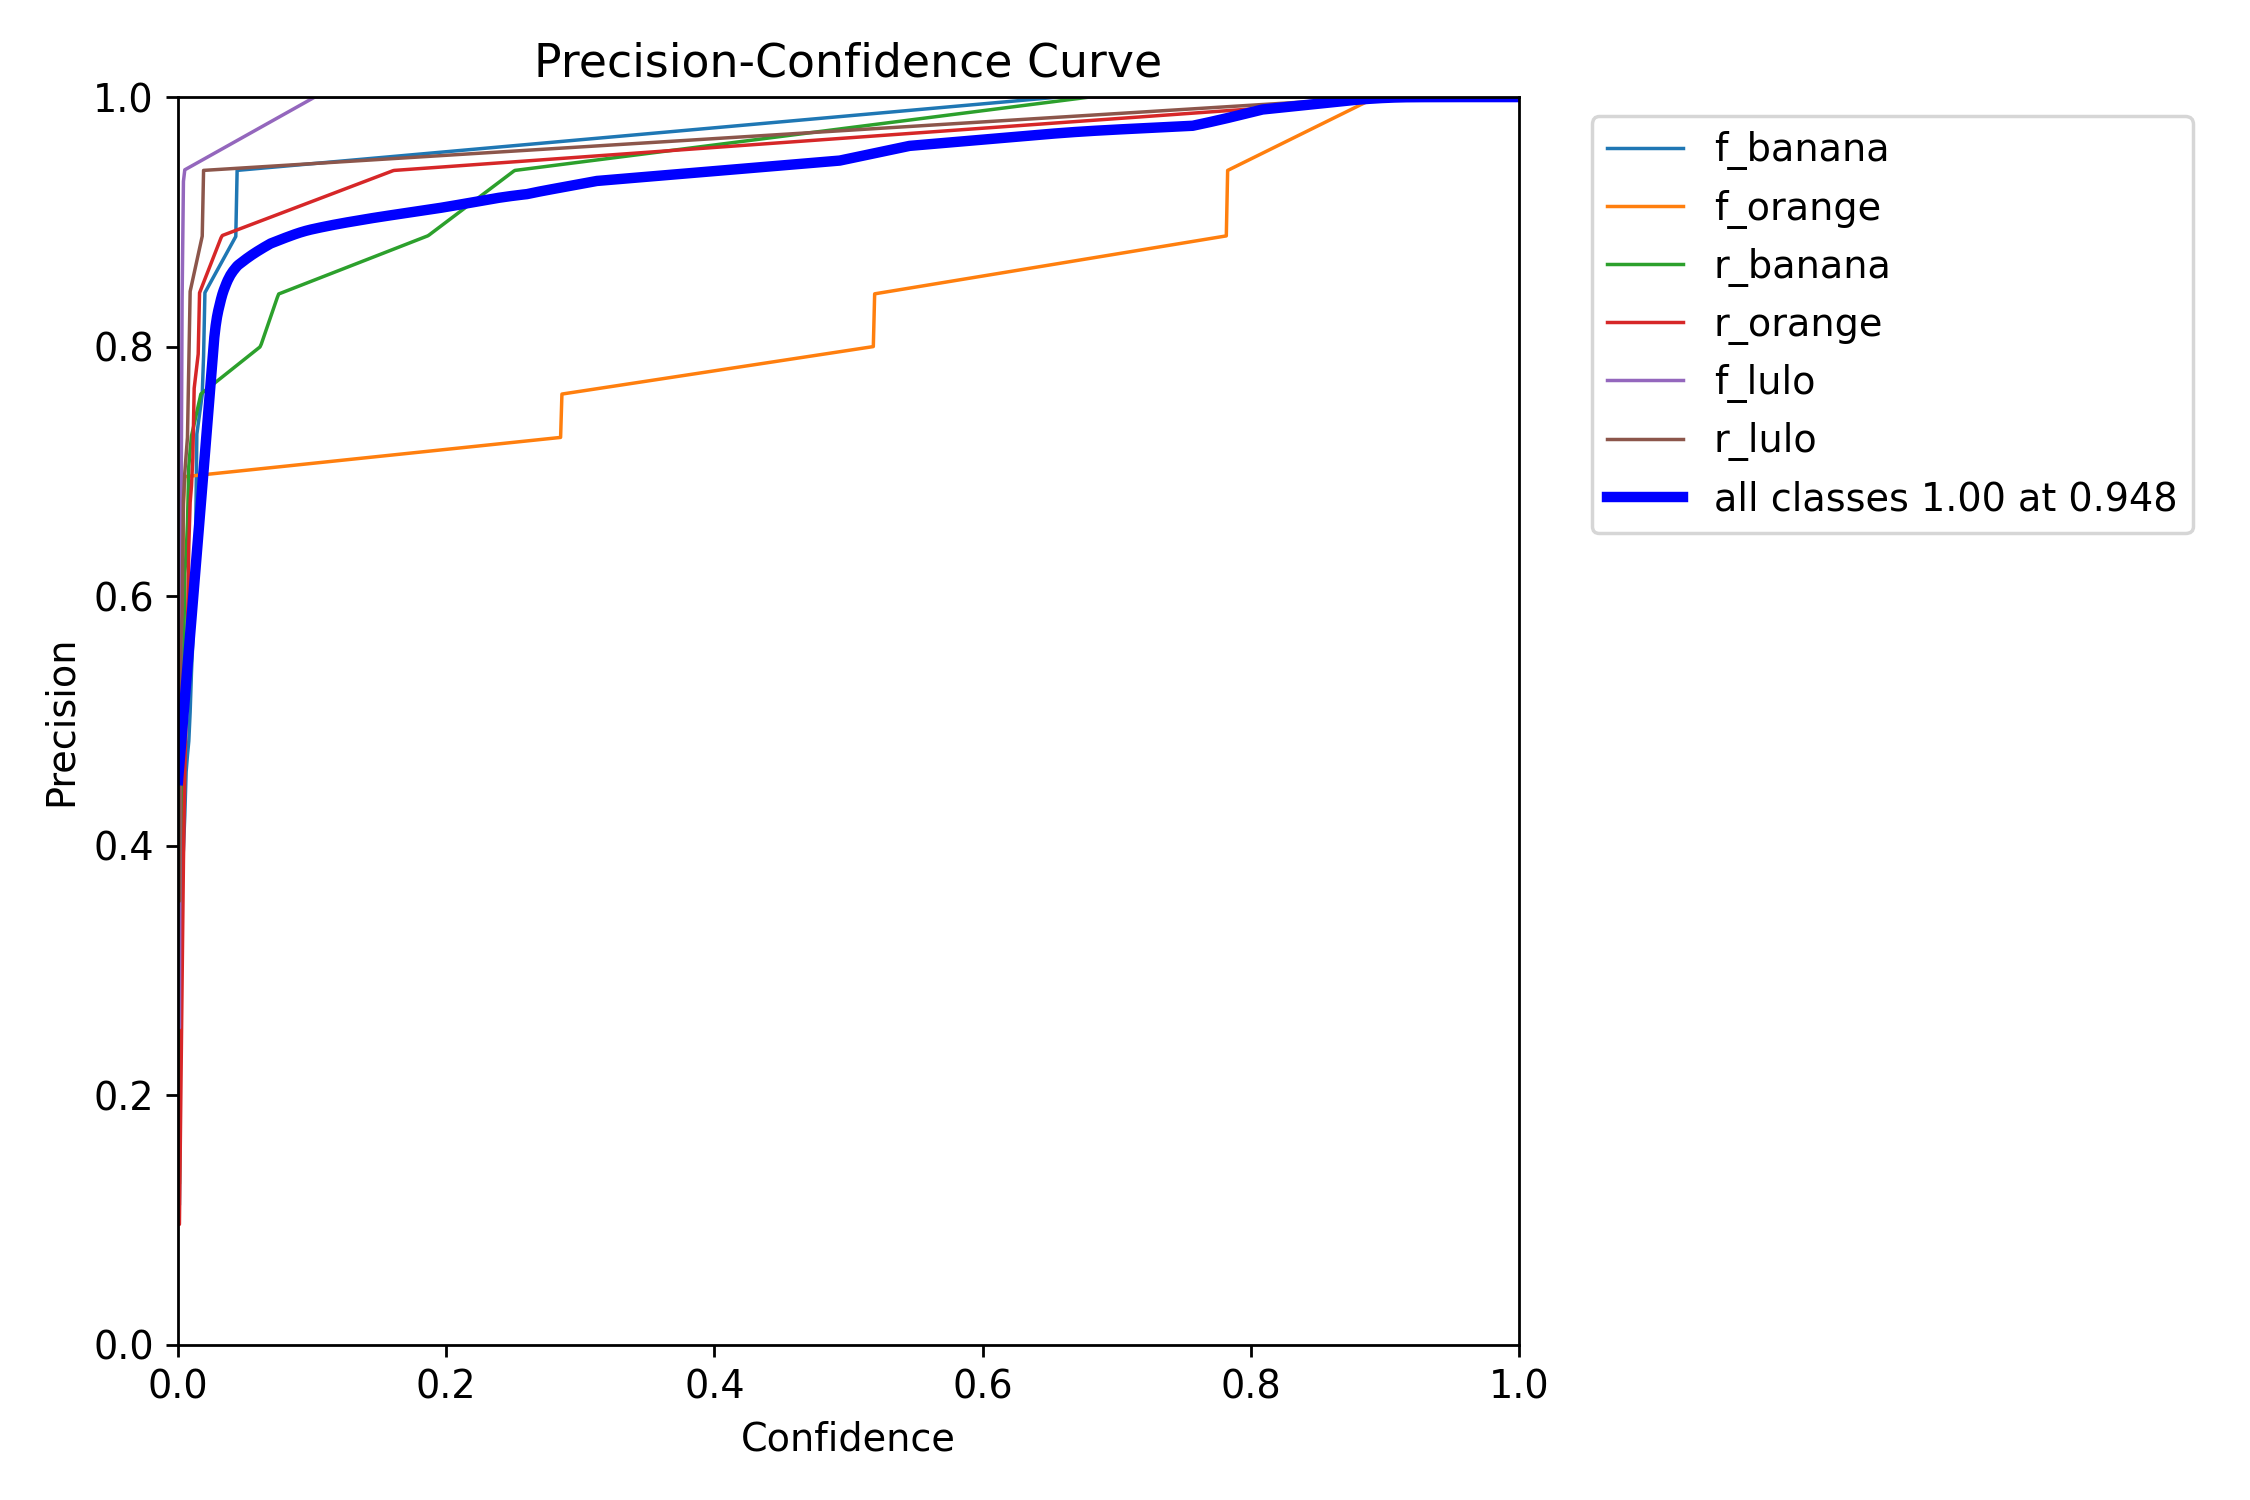 Precision-Confidence Curve
1.0
0.8
0.6
0.4
0.2
0.0
Precision
0.0 0.2 0.4 0.6 0.8 1.0
Confidence
f_banana
f_orange
r_banana
r_orange
f_lulo
r_lulo
all classes 1.00 at 0.948